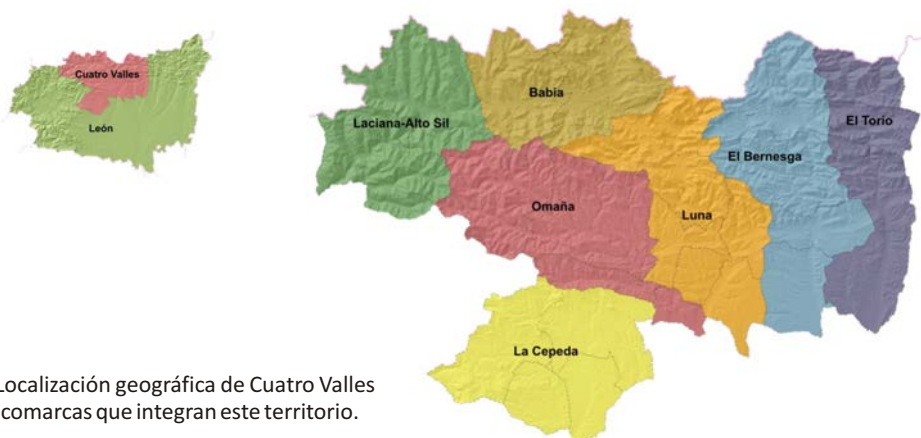 Cuatro Valles
León
Babia
Laciana-Alto Sil
El Torío
El Bernesga
Omaña
Luna
La Cepeda
Localización geográfica de Cuatro Valles
comarcas que integran este territorio.